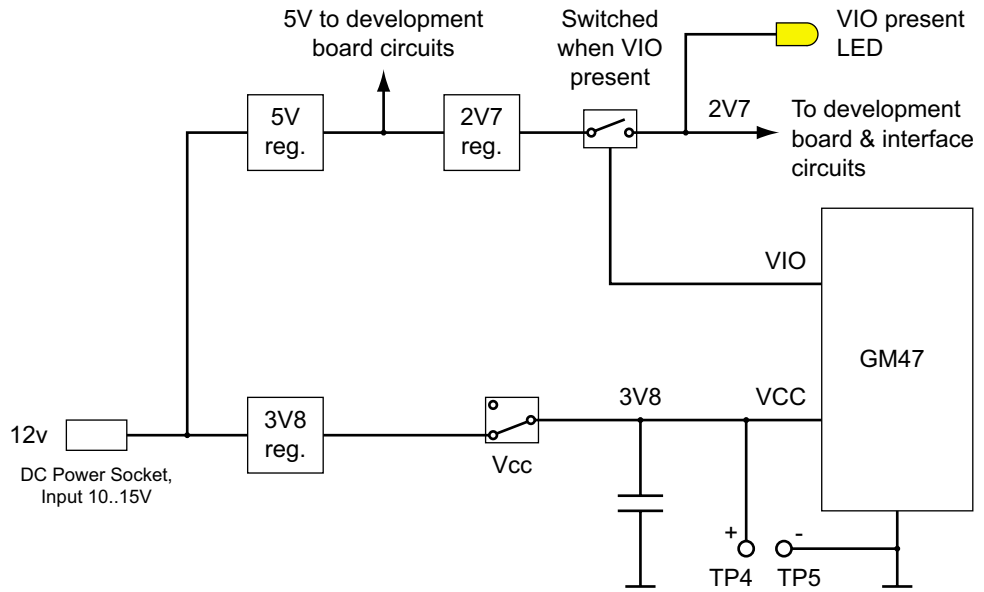 5V to development
board circuits
Switched
when VIO
present
VIO present
LED
5V
reg.
2V7
reg.
2V7
To development
board & interface
circuits
VIO
GM47
3V8
VCC
12v
3V8
reg.
Vcc
DC Power Socket,
Input 10..15V
+
-
TP4
TP5